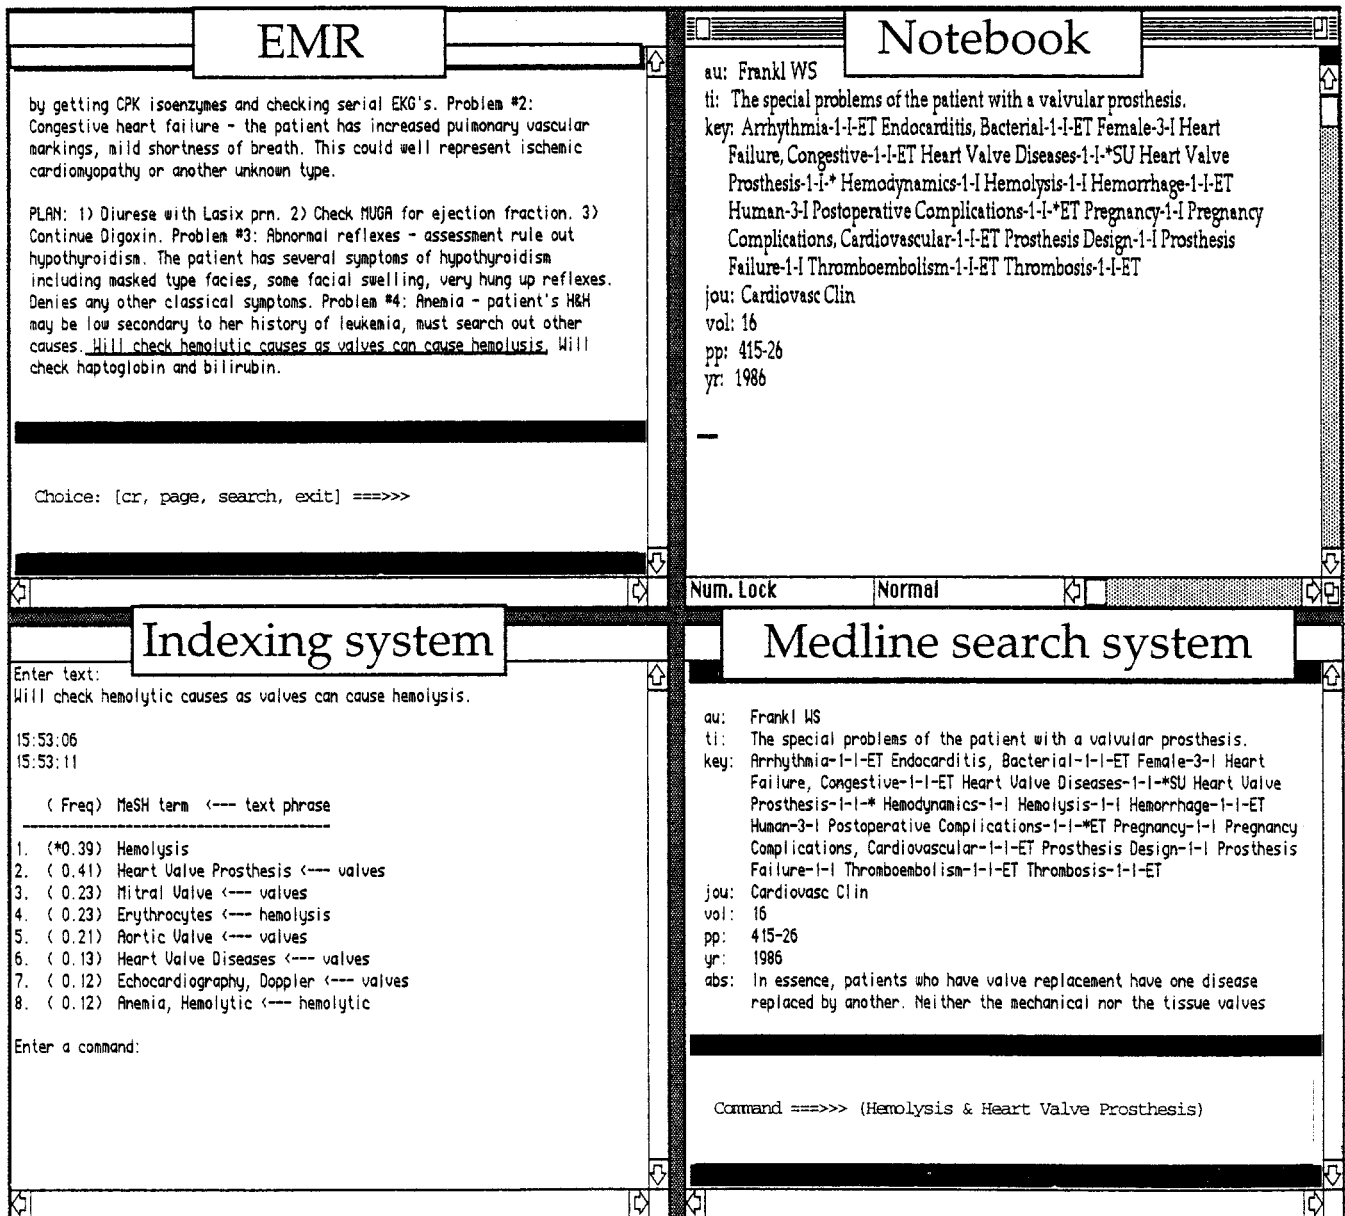 EMR
by getting CPK isoenzymes and checking serial EKG's. Problem #2:
Congestive heart failure - the patient has increased pulmonary vascular
markings, mild shortness of breath. This could well represent ischemic
cardiomyopathy or another unknown type.
PLAN: 1) Diurese with Lasix prn. 2) Check MUGA for ejection fraction. 3)
Continue Digoxin. Problem #3: Abnormal reflexes - assessment rule out
hypothyroidism. The patient has several symptoms of hypothyroidism
including masked type facies, some facial swelling, very hung up reflexes.
Denies any other classical symptoms. Problem #4: Anemia - patient's H&H
may be low secondary to her history of leukemia, must search out other
causes. Will check hemolytic causes as valves can cause hemolysis. Will
check haptoglobin and bilirubin.
Choice: [cr, page, search, exit] ===>>>
Notebook
au: Frankl WS
ti: The special problems of the patient with a valvular prosthesis.
key: Arrhythmia-1-I-ET Endocarditis, Bacterial-1-I-ET Female-3-I Heart
Failure, Congestive-1-I-ET Heart Valve Diseases-1-I-*SU Heart Valve
Prosthesis-1-I-* Hemodynamics-1-I Hemolysis-1-I Hemorrhage-1-I-ET
Human-3-I Postoperative Complications-1-I-*ET Pregnancy-1-I Pregnancy
Complications, Cardiovascular-1-I-ET Prosthesis Design-1-I Prosthesis
Failure-1-I Thromboembolism-1-I-ET Thrombosis-1-I-ET
jou: Cardiovasc Clin
vol: 16
pp: 415-26
yr: 1986
Num. Lock Normal
Indexing system
Enter text:
Will check hemolytic causes as valves can cause hemolysis.
15:53:06
15:53:11
( Freq) MeSH term <--- text phrase
1. (*0.39) Hemolysis
2. ( 0.41) Heart Valve Prosthesis <--- valves
3. ( 0.23) Mitral Valve <--- valves
4. ( 0.23) Erythrocytes <--- hemolysis
5. ( 0.21) Aortic Valve <--- valves
6. ( 0.13) Heart Valve Diseases <--- valves
7. ( 0.12) Echocardiography, Doppler <--- valves
8. ( 0.12) Anemia, Hemolytic <--- hemolytic
Enter a command:
Medline search system
au: Frankl WS
ti: The special problems of the patient with a valvular prosthesis.
key: Arrhythmia-1-I-ET Endocarditis, Bacterial-1-I-ET Female-3-I Heart
Failure, Congestive-1-I-ET Heart Valve Diseases-1-I-*SU Heart Valve
Prosthesis-1-I-* Hemodynamics-1-I Hemolysis-1-I Hemorrhage-1-I-ET
Human-3-I Postoperative Complications-1-I-*ET Pregnancy-1-I Pregnancy
Complications, Cardiovascular-1-I-ET Prosthesis Design-1-I Prosthesis
Failure-1-I Thromboembolism-1-I-ET Thrombosis-1-I-ET
jou: Cardiovasc Clin
vol: 16
pp: 415-26
yr: 1986
abs: In essence, patients who have valve replacement have one disease
replaced by another. Neither the mechanical nor the tissue valves
Command ===>>> (Hemolysis & Heart Valve Prosthesis)